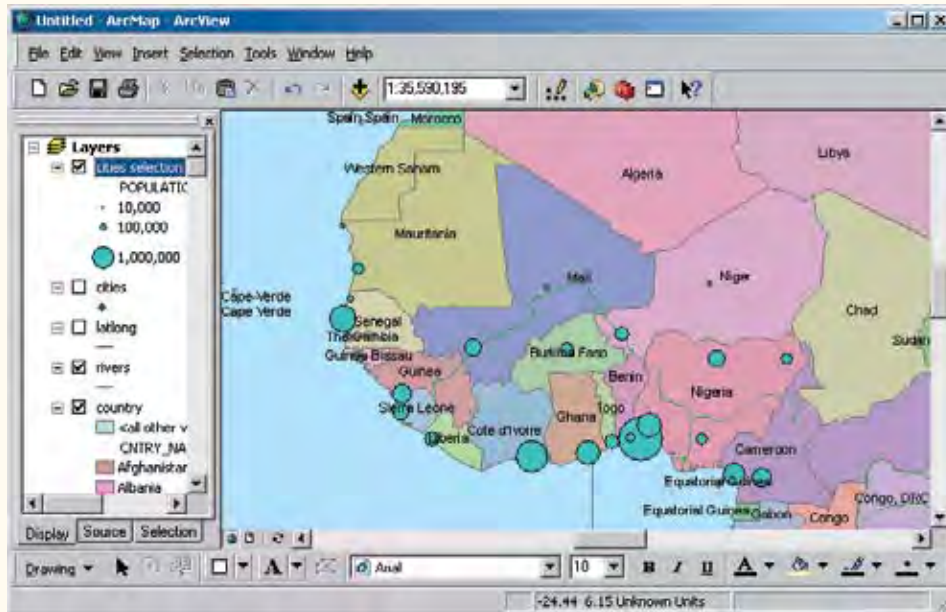 Untitled - ArcMap - ArcView
File Edit View Insert Selection Tools Window Help
1:35,590,195
Layers
cities selection
POPULATIO
10,000
100,000
1,000,000
cities
latlong
rivers
country
<all other v
CNTRY_NA
Afghanistan
Albania
Display Source Selection
Spain Spain Morocco
Western Saharn
Algeria
Libya
Mauritania
Mali
Niger
Chad
Sudan
Cape-Verde
Cape Verde
Senegal
The Gambia
Guinea Bissau
Guinea
Burkina Faso
Benin
Nigeria
Sierra Leone
Liberia
Cote d'Ivoire
Ghana
Togo
Cameroon
Equatorial Guinea
Equatorial Guinea
Gabon
Congo
Congo, DRC
Drawing
Arial
10
B I U A
-24.44 6.15 Unknown Units